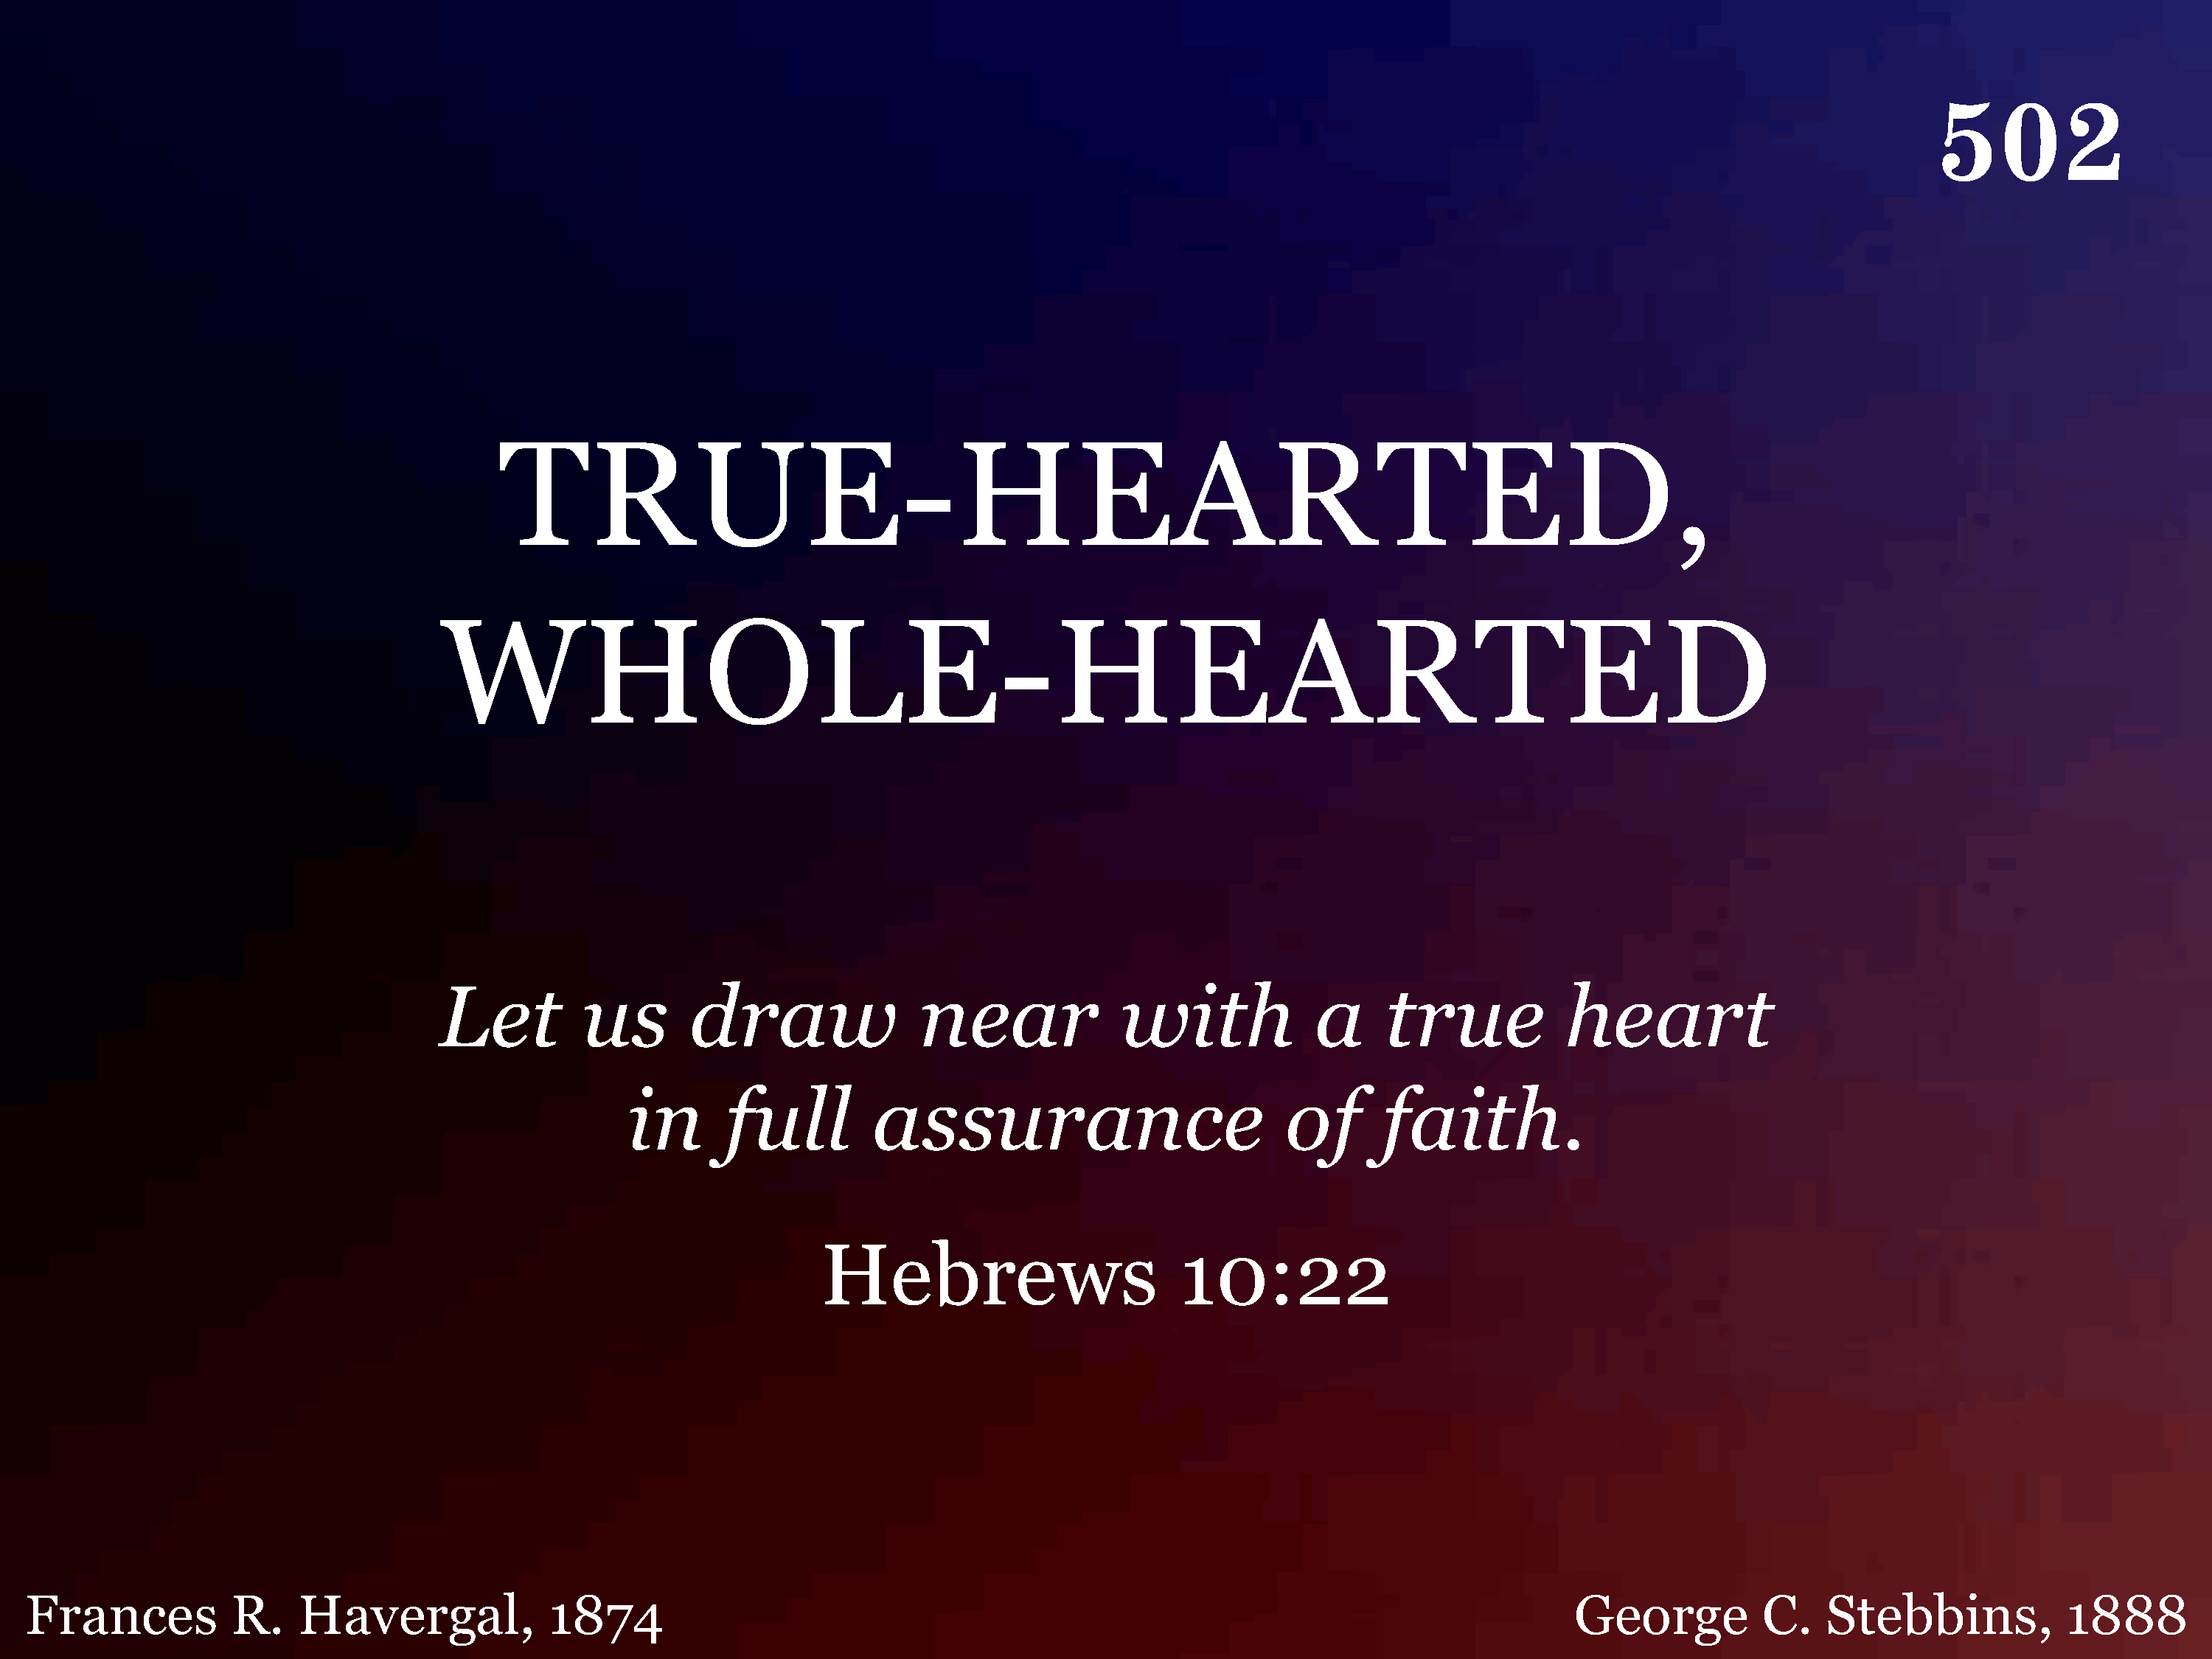 502
TRUE-HEARTED,
WHOLE-HEARTED
Let us draw near with a true heart
in full assurance of faith.
Hebrews 10:22
Frances R. Havergal, 1874
George C. Stebbins, 1888